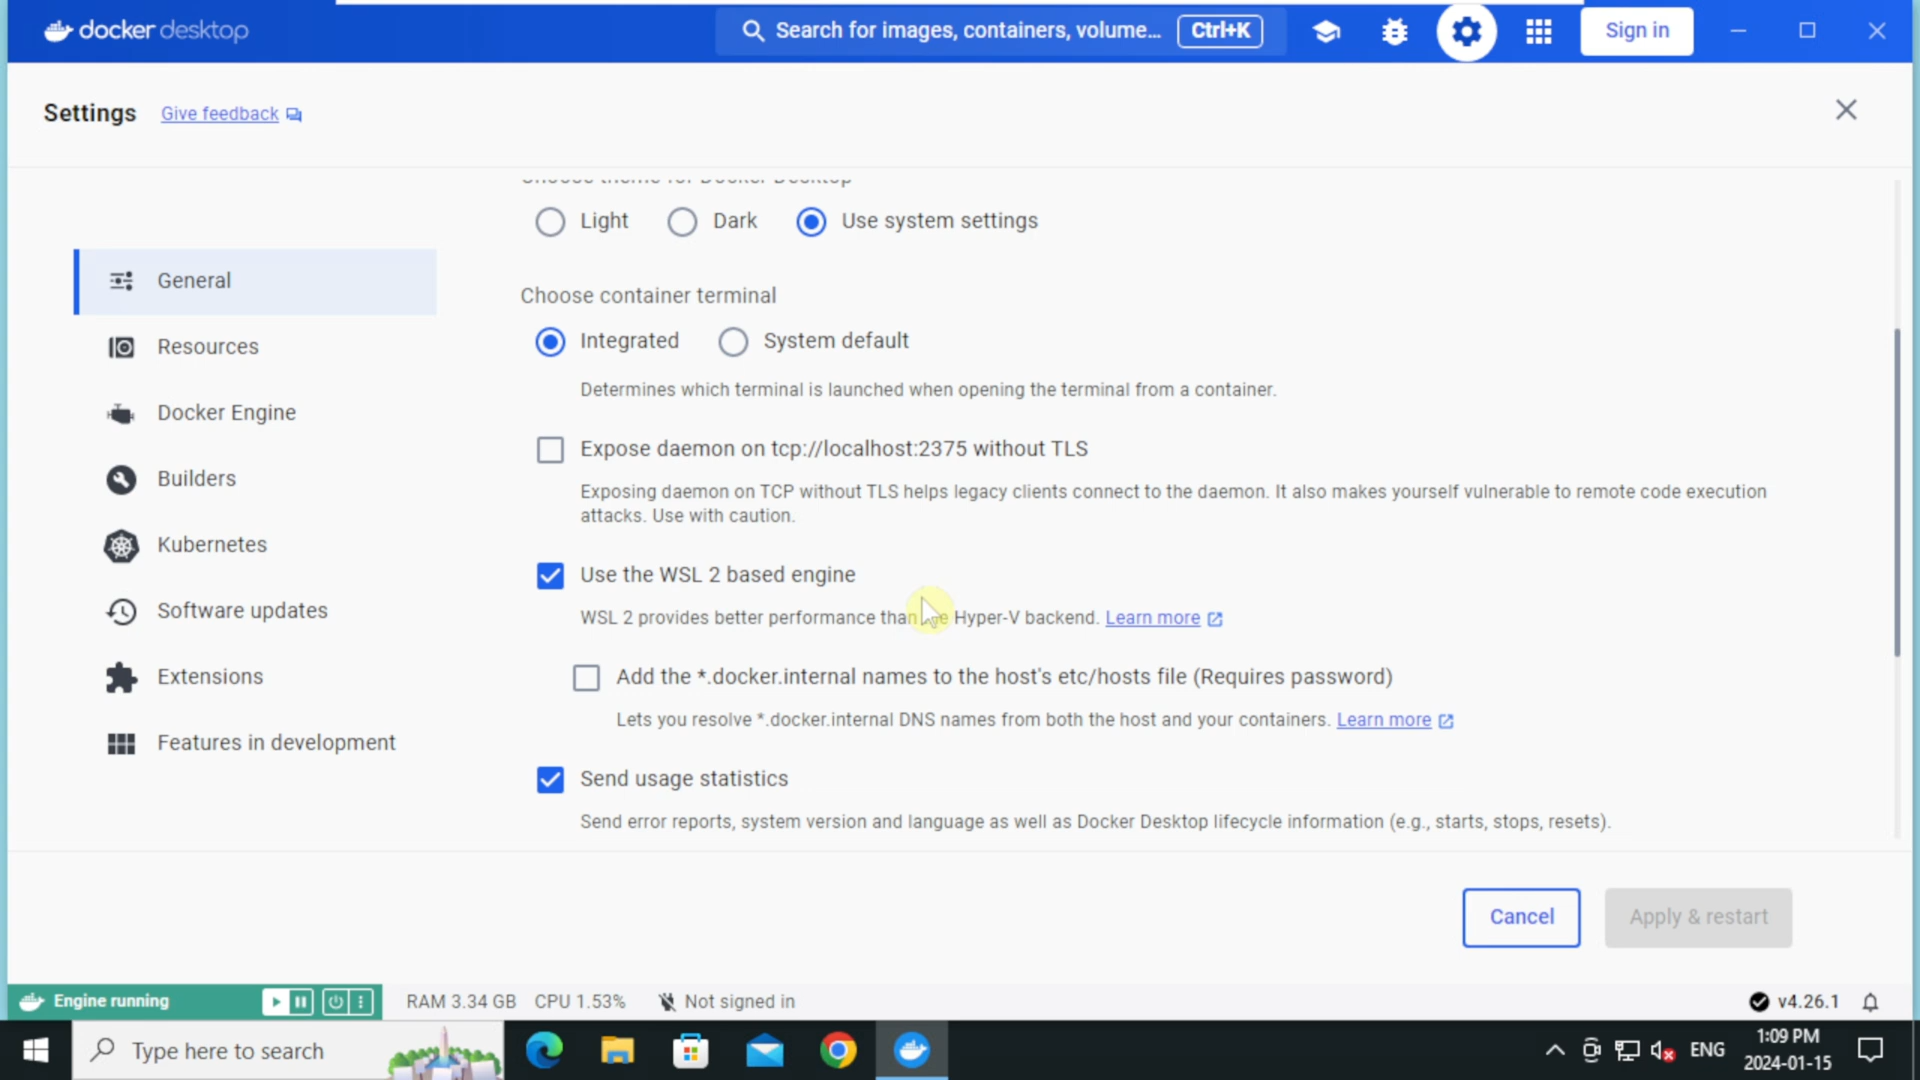 docker desktop
Search for images, containers, volume... Ctrl+K
Sign in
Settings Give feedback
Choose theme for Docker Desktop
Light Dark Use system settings
General
Choose container terminal
Resources
Integrated System default
Determines which terminal is launched when opening the terminal from a container.
Docker Engine
Expose daemon on tcp://localhost:2375 without TLS
Builders
Exposing daemon on TCP without TLS helps legacy clients connect to the daemon. It also makes yourself vulnerable to remote code execution
attacks. Use with caution.
Kubernetes
Use the WSL 2 based engine
Software updates
WSL 2 provides better performance than the Hyper-V backend. Learn more
Extensions
Add the *.docker.internal names to the host's etc/hosts file (Requires password)
Lets you resolve *.docker.internal DNS names from both the host and your containers. Learn more
Features in development
Send usage statistics
Send error reports, system version and language as well as Docker Desktop lifecycle information (e.g., starts, stops, resets).
Cancel Apply & restart
Engine running RAM 3.34 GB CPU 1.53% Not signed in v4.26.1
Type here to search
ENG
1:09 PM
2024-01-15